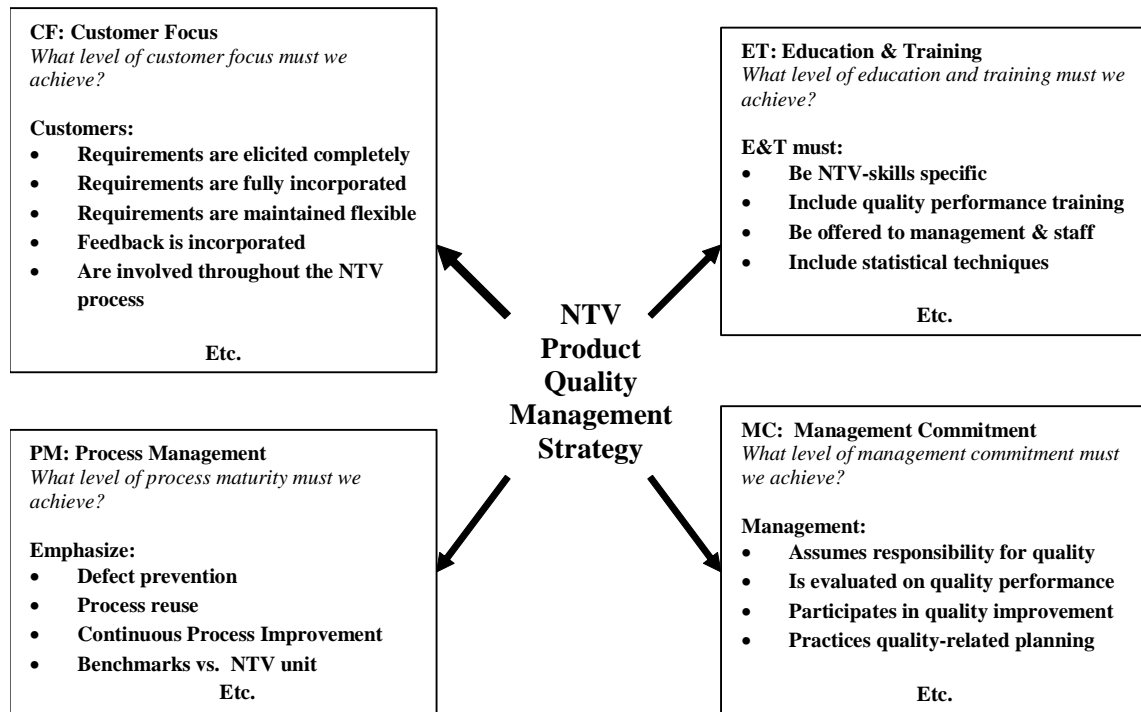 CF: Customer Focus
What level of customer focus must we
achieve?
Customers:
• Requirements are elicited completely
• Requirements are fully incorporated
• Requirements are maintained flexible
• Feedback is incorporated
• Are involved throughout the NTV
process
Etc.
ET: Education & Training
What level of education and training must we
achieve?
E&T must:
• Be NTV-skills specific
• Include quality performance training
• Be offered to management & staff
• Include statistical techniques
Etc.
NTV
Product
Quality
Management
Strategy
PM: Process Management
What level of process maturity must we
achieve?
Emphasize:
• Defect prevention
• Process reuse
• Continuous Process Improvement
• Benchmarks vs.  NTV unit
Etc.
MC:  Management Commitment
What level of management commitment must
we achieve?
Management:
• Assumes responsibility for quality
• Is evaluated on quality performance
• Participates in quality improvement
• Practices quality-related planning
Etc.